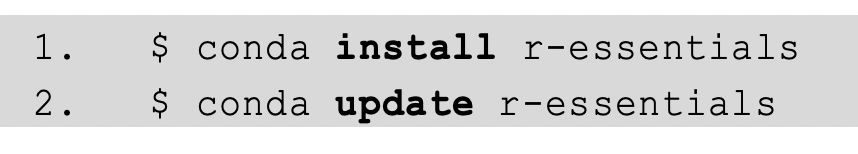 1. $ conda install r-essentials
2. $ conda update r-essentials